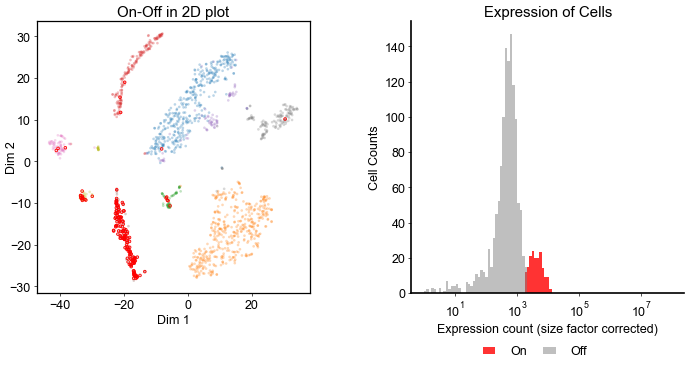 On-Off in 2D plot
30
20
10
0
−10
−20
−30
Dim 2
−40
−20
0
20
Dim 1
Expression of Cells
140
120
100
80
60
40
20
0
Cell Counts
10^1
10^3
10^5
10^7
Expression count (size factor corrected)
On
Off